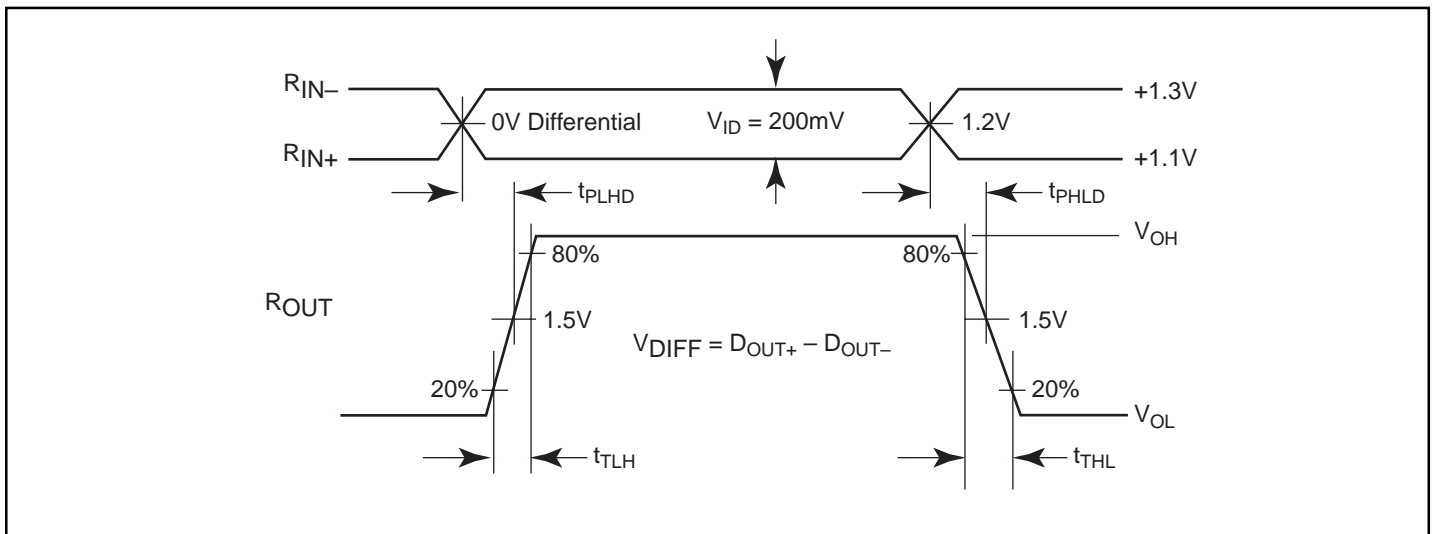 RIN– +1.3V
0V Differential VID = 200mV 1.2V
RIN+ +1.1V
tPLHD tPHLD
VOH
80% 80%
ROUT 1.5V 1.5V
VDIFF = DOUT+ – DOUT–
20% 20%
VOL
tTLH tTHL